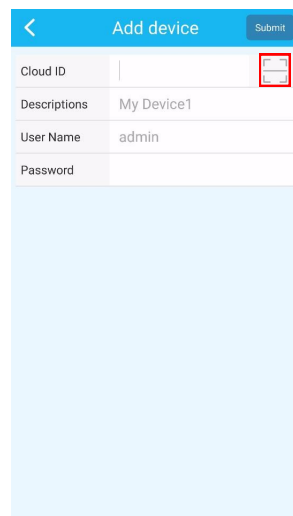 Add device
Submit
Cloud ID
Descriptions My Device1
User Name admin
Password